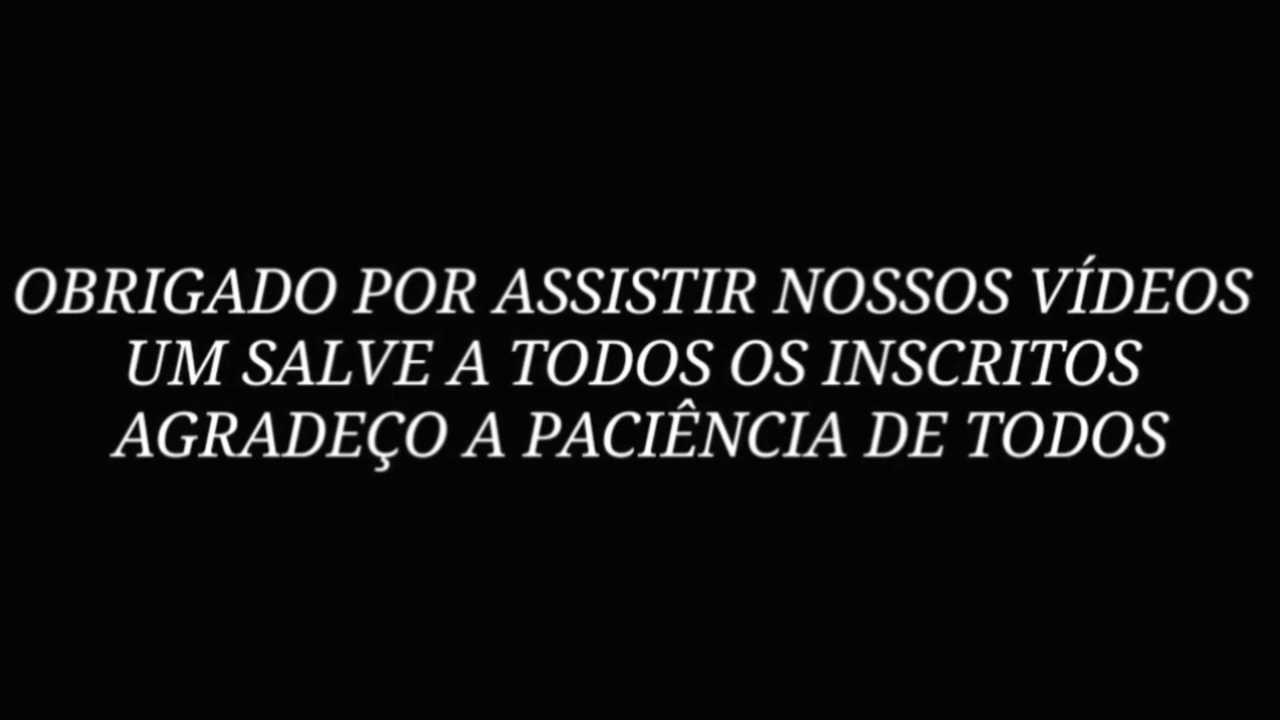 OBRIGADO POR ASSISTIR NOSSOS VÍDEOS
UM SALVE A TODOS OS INSCRITOS
AGRADEÇO A PACIÊNCIA DE TODOS